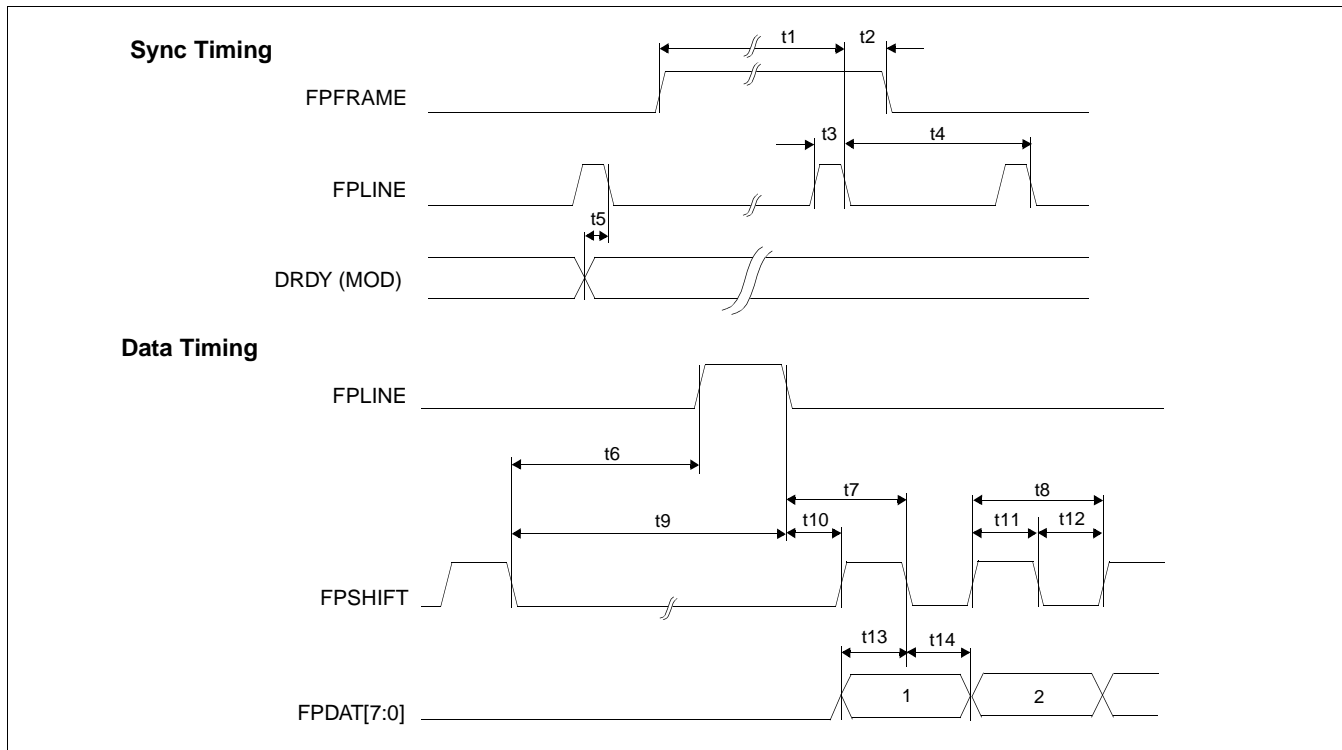 Sync Timing
t1
t2
FPFRAME
t3
t4
FPLINE
t5
DRDY (MOD)
Data Timing
FPLINE
t6
t7
t8
t9
t10
t11
t12
FPSHIFT
t13
t14
1
2
FPDAT[7:0]